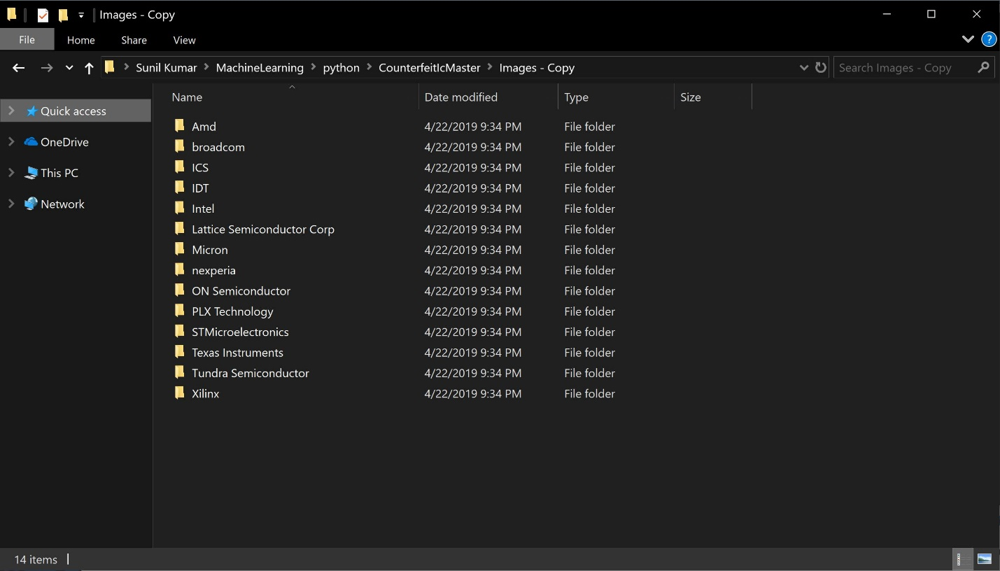 Images - Copy
File Home Share View
Sunil Kumar MachineLearning python CounterfeitIcMaster Images - Copy Search Images - Copy
Name Date modified Type Size
Quick access
OneDrive
This PC
Network
Amd 4/22/2019 9:34 PM File folder
broadcom 4/22/2019 9:34 PM File folder
ICS 4/22/2019 9:34 PM File folder
IDT 4/22/2019 9:34 PM File folder
Intel 4/22/2019 9:34 PM File folder
Lattice Semiconductor Corp 4/22/2019 9:34 PM File folder
Micron 4/22/2019 9:34 PM File folder
nexperia 4/22/2019 9:34 PM File folder
ON Semiconductor 4/22/2019 9:34 PM File folder
PLX Technology 4/22/2019 9:34 PM File folder
STMicroelectronics 4/22/2019 9:34 PM File folder
Texas Instruments 4/22/2019 9:34 PM File folder
Tundra Semiconductor 4/22/2019 9:34 PM File folder
Xilinx 4/22/2019 9:34 PM File folder
14 items